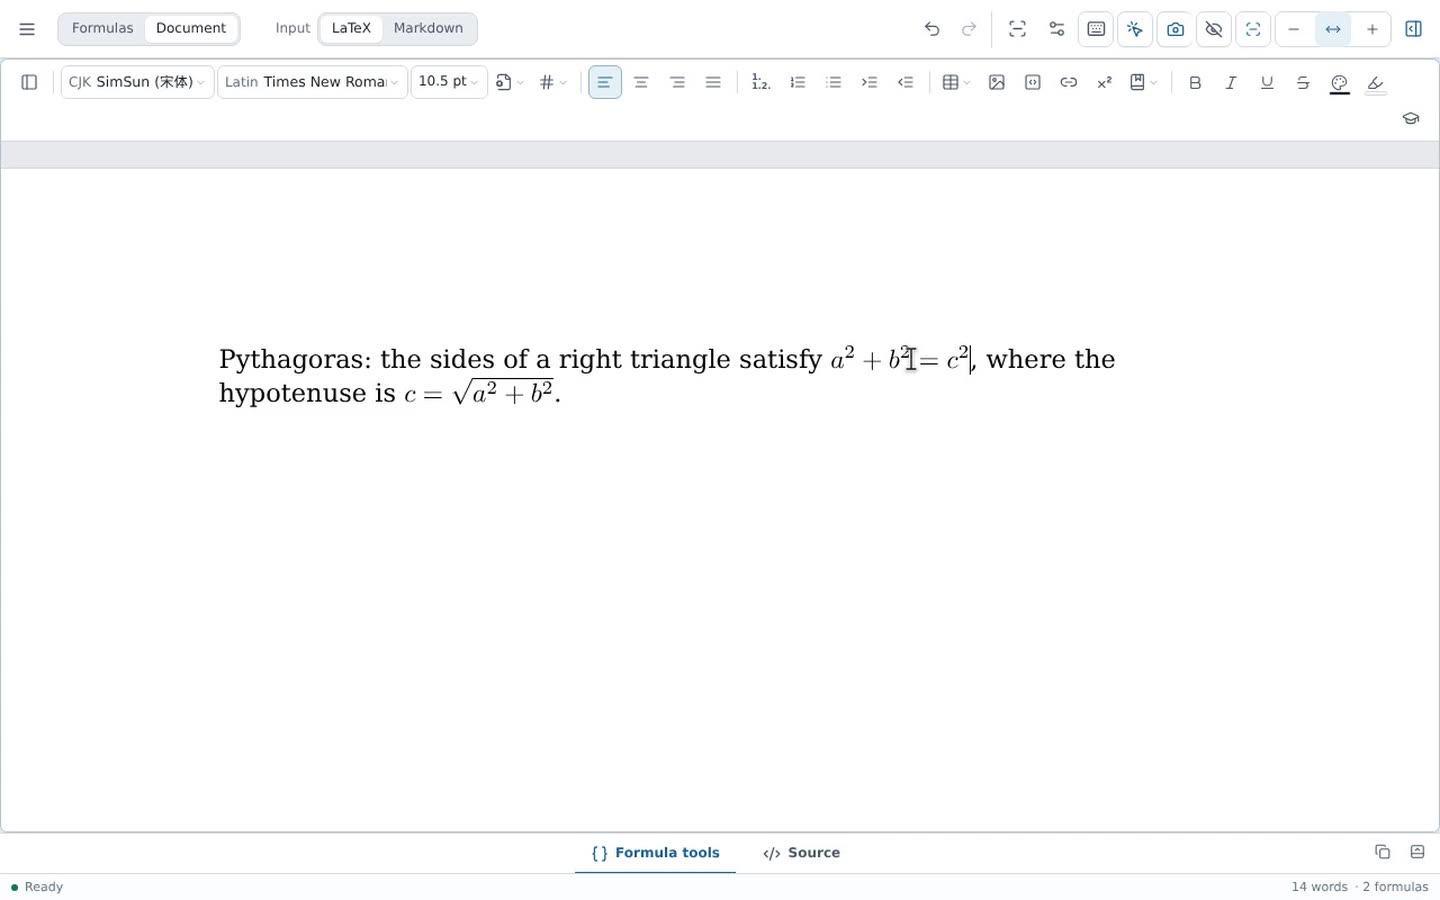 Formulas Document Input LaTeX Markdown
CJK SimSun (宋体) Latin Times New Roma 10.5 pt
Pythagoras: the sides of a right triangle satisfy a² + b² = c², where the
hypotenuse is c = √(a² + b²).
Formula tools Source
Ready 14 words · 2 formulas